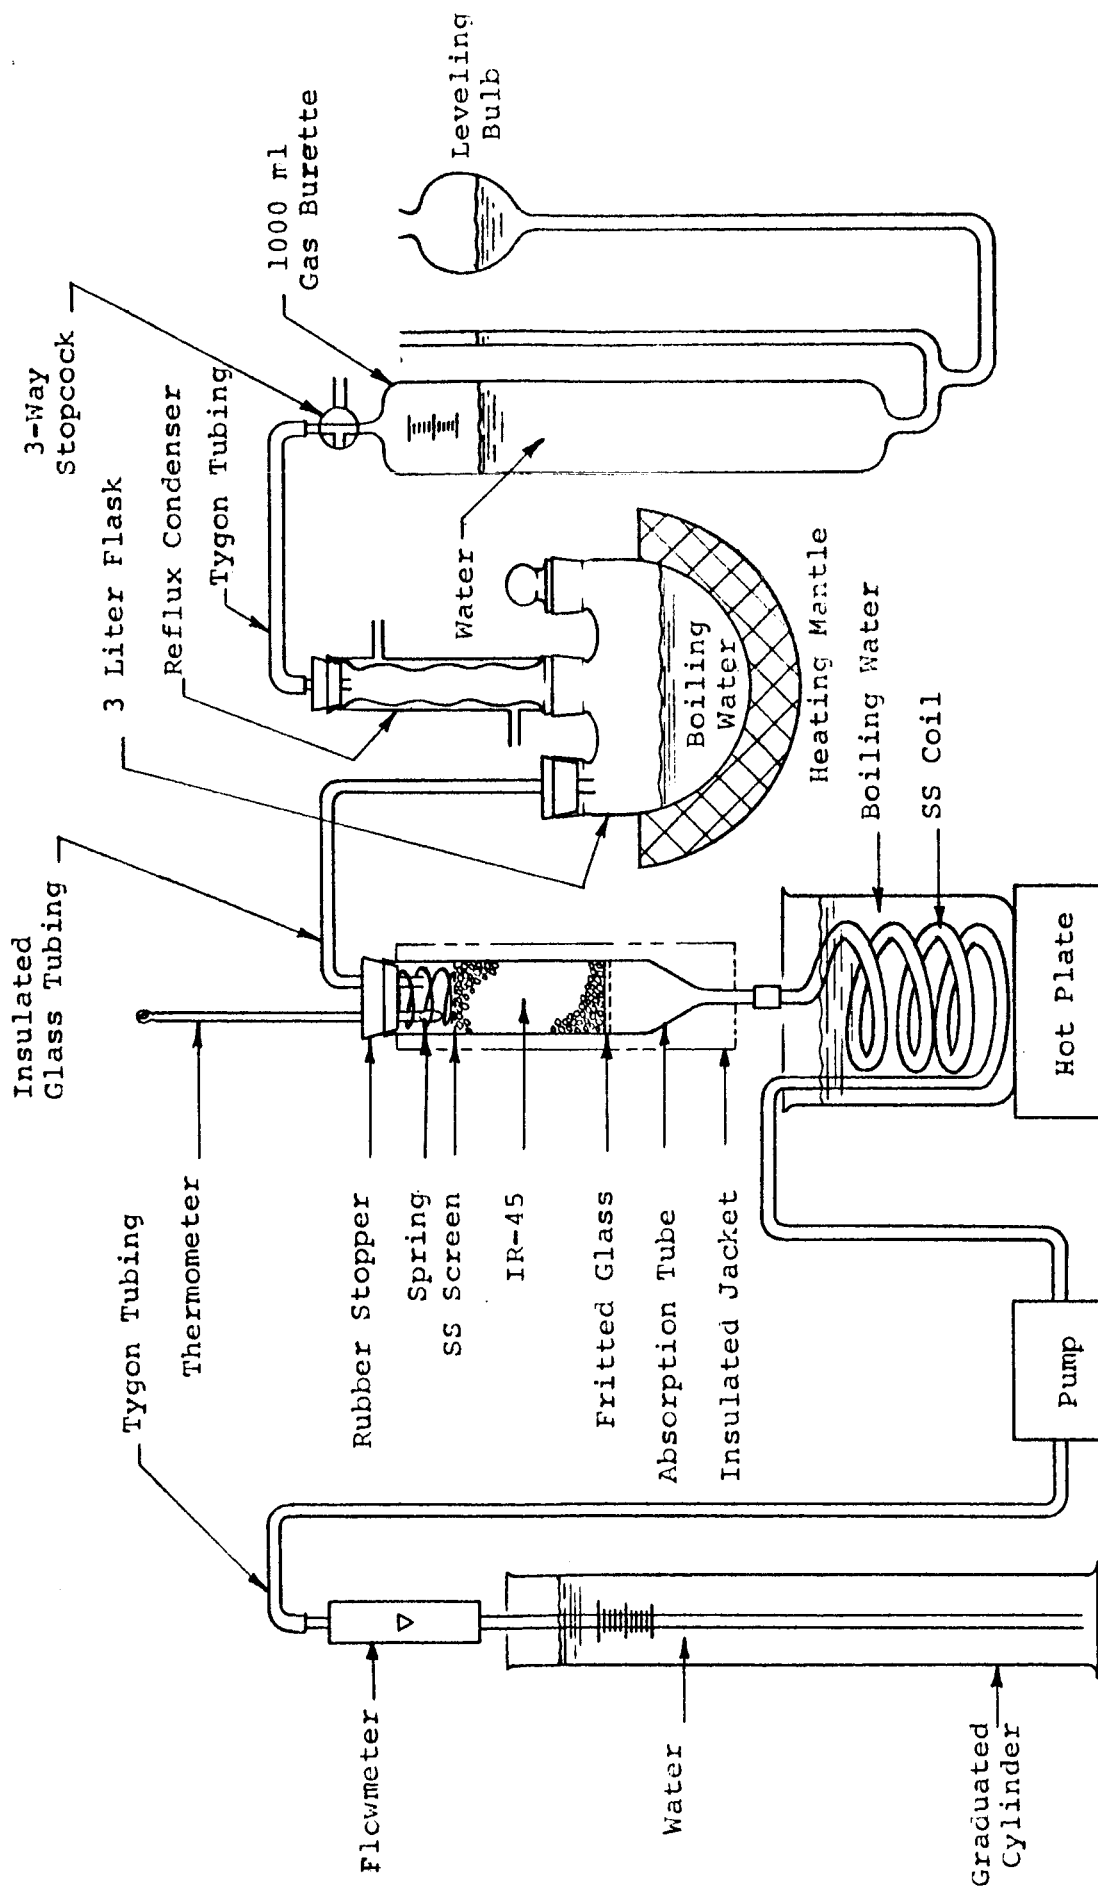 Insulated
Glass Tubing
3-Way
Stopcock
3 Liter Flask
Reflux Condenser
Tygon Tubing
1000 ml
Gas Burette
Leveling
Bulb
Tygon Tubing
Thermometer
Rubber Stopper
Spring
SS Screen
IR-45
Fritted Glass
Absorption Tube
Insulated Jacket
Water
Boiling
Water
Heating Mantle
Boiling Water
SS Coil
Hot Plate
Pump
Flowmeter
Water
Graduated
Cylinder